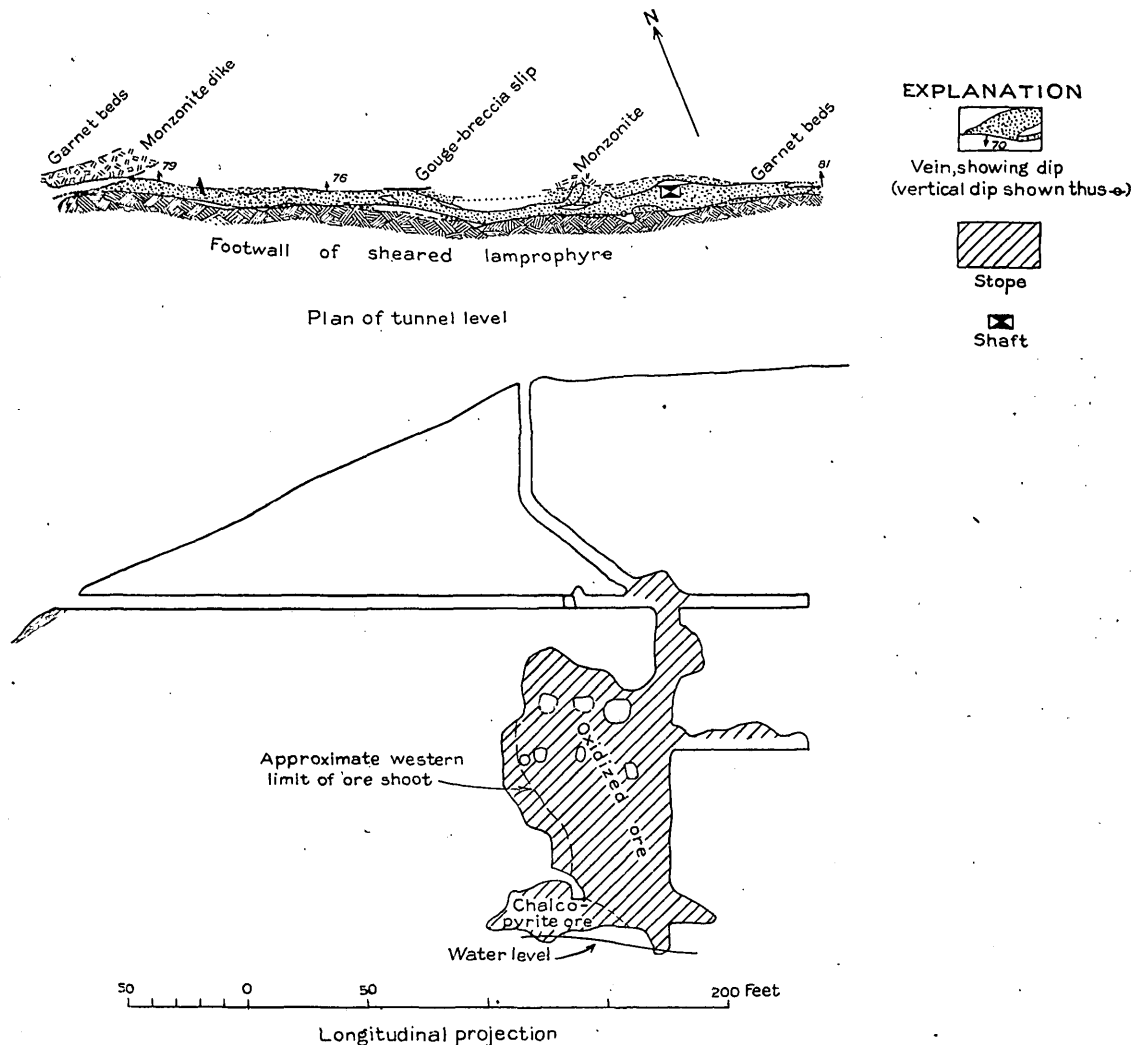 N
Garnet beds
Monzonite dike
Gouge-breccia slip
Monzonite
Garnet beds
79
76
81
Footwall of sheared lamprophyre
Plan of tunnel level
EXPLANATION
70
Vein, showing dip
(vertical dip shown thus )
Stope
Shaft
Oxidized ore
Approximate western
limit of ore shoot
Chalco-
pyrite ore
Water level
50 0 50 200 Feet
Longitudinal projection